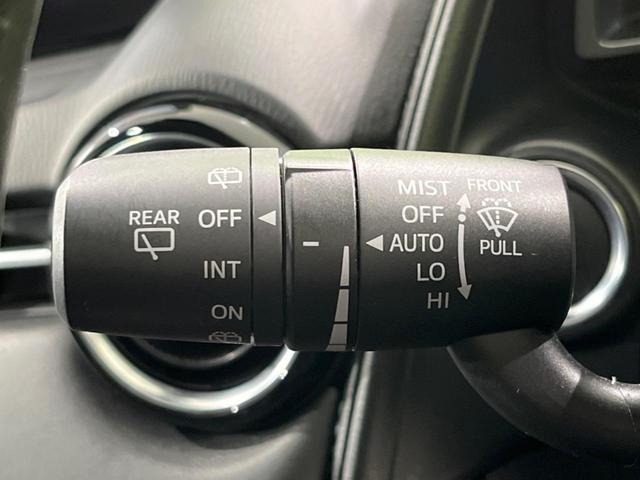 REAR
OFF
INT
ON
MIST
OFF
AUTO
LO
HI
FRONT
PULL